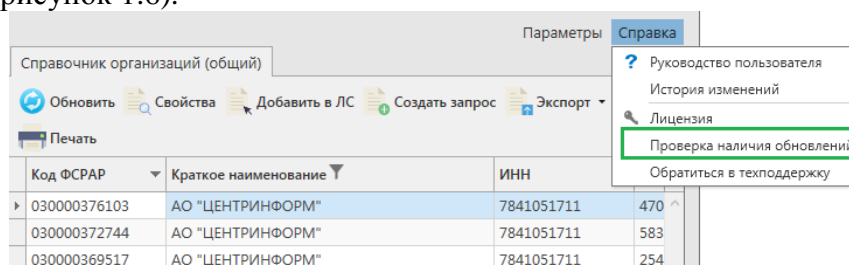 рисунок 1.8).
Параметры Справка
Справочник организаций (общий)
Обновить Свойства Добавить в ЛС Создать запрос Экспорт
Печать
? Руководство пользователя
История изменений
Лицензия
Проверка наличия обновлений
Обратиться в техподдержку
Код ФСРАР Краткое наименование ИНН
030000376103 АО "ЦЕНТРИНФОРМ" 7841051711 470
030000372744 АО "ЦЕНТРИНФОРМ" 7841051711 583
030000369517 АО "ЦЕНТРИНФОРМ" 7841051711 254